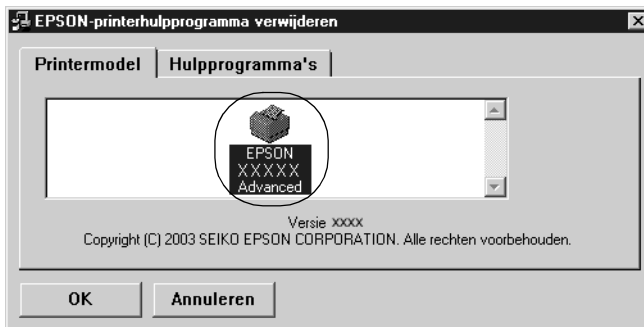 EPSON-printerhulpprogramma verwijderen
Printermodel
Hulpprogramma's
EPSON
XXXXX
Advanced
Versie xxxx
Copyright (C) 2003 SEIKO EPSON CORPORATION. Alle rechten voorbehouden.
OK
Annuleren